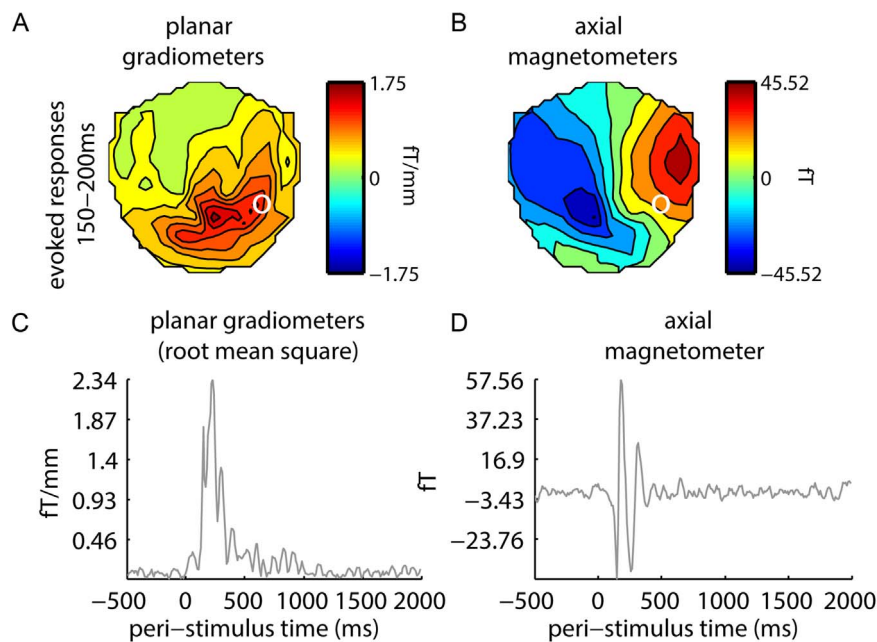 A
planar
gradiometers
evoked responses
150−200ms
1.75
0
−1.75
fT/mm
B
axial
magnetometers
45.52
0
−45.52
fT
C
planar gradiometers
(root mean square)
fT/mm
2.34
1.87
1.4
0.93
0.46
−500 0 500 1000 1500 2000
peri−stimulus time (ms)
D
axial
magnetometer
fT
57.56
37.23
16.9
−3.43
−23.76
−500 0 500 1000 1500 2000
peri−stimulus time (ms)